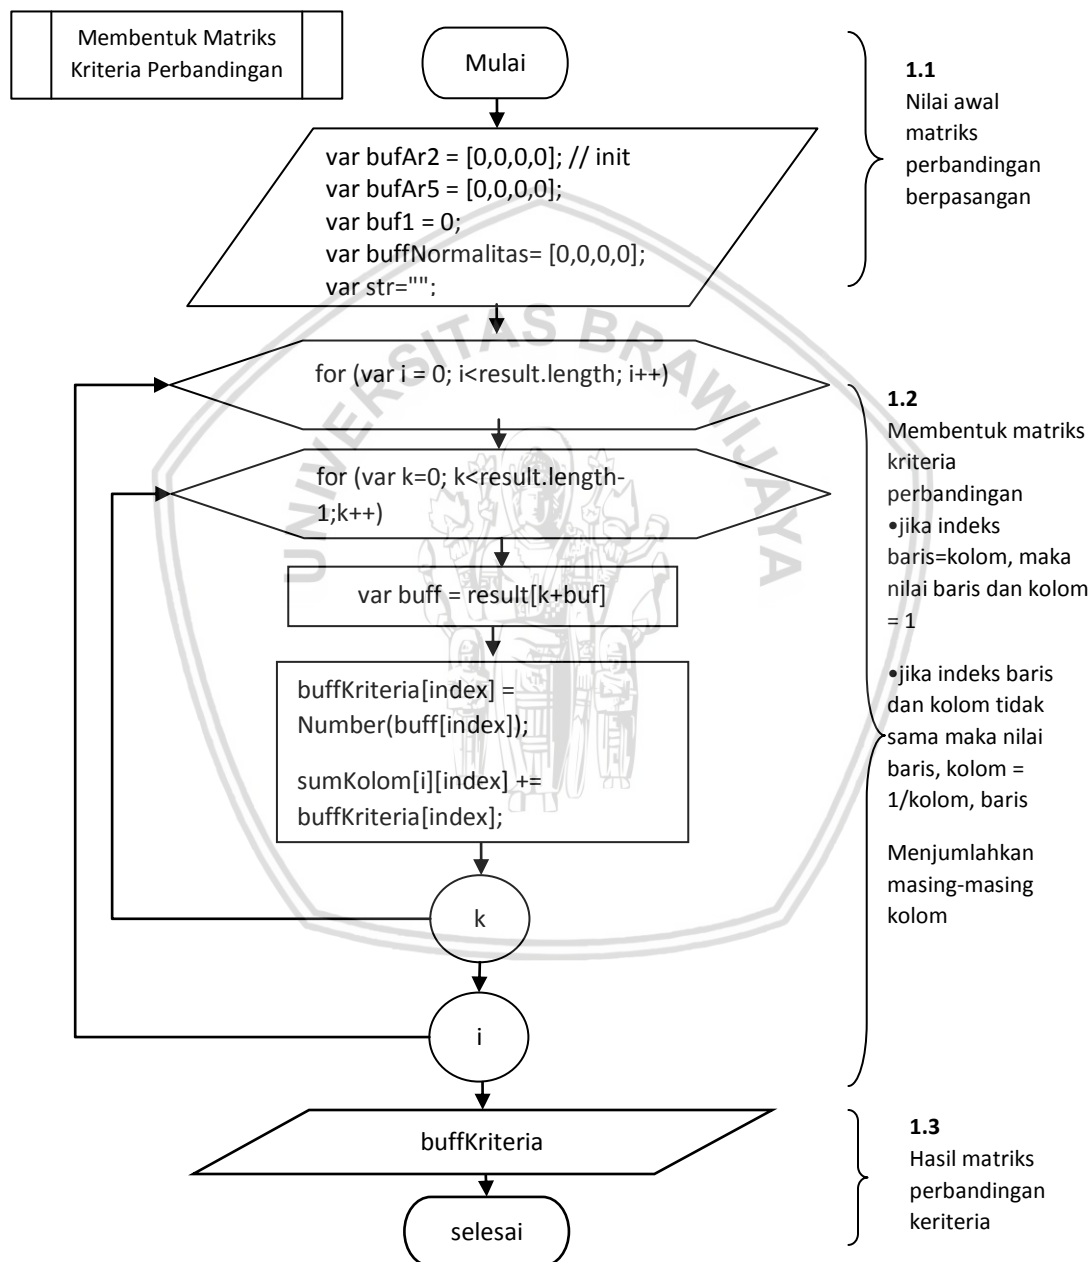 Membentuk Matriks
Kriteria Perbandingan
Mulai
1.1
Nilai awal
matriks
perbandingan
berpasangan
var bufAr2 = [0,0,0,0]; // init
var bufAr5 = [0,0,0,0];
var buf1 = 0;
var buffNormalitas= [0,0,0,0];
var str="";
UNIVERSITAS BRAWIJAYA
for (var i = 0; i<result.length; i++)
for (var k=0; k<result.length-
1;k++)
var buff = result[k+buf]
buffKriteria[index] =
Number(buff[index]);
sumKolom[i][index] +=
buffKriteria[index];
k
i
1.2
Membentuk matriks
kriteria
perbandingan
•jika indeks
baris=kolom, maka
nilai baris dan kolom
= 1
•jika indeks baris
dan kolom tidak
sama maka nilai
baris, kolom =
1/kolom, baris
Menjumlahkan
masing-masing
kolom
buffKriteria
selesai
1.3
Hasil matriks
perbandingan
keriteria